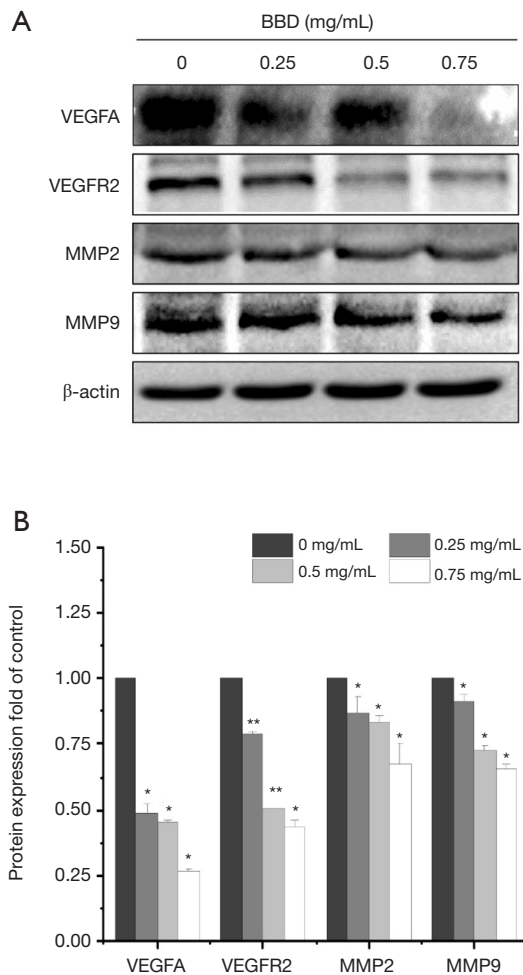 A
BBD (mg/mL)
0 0.25 0.5 0.75
VEGFA
VEGFR2
MMP2
MMP9
β-actin
B
0 mg/mL 0.25 mg/mL
0.5 mg/mL 0.75 mg/mL
Protein expression fold of control
1.50
1.25
1.00
0.75
0.50
0.25
0.00
* * *
** ** *
* * *
* * *
VEGFA VEGFR2 MMP2 MMP9